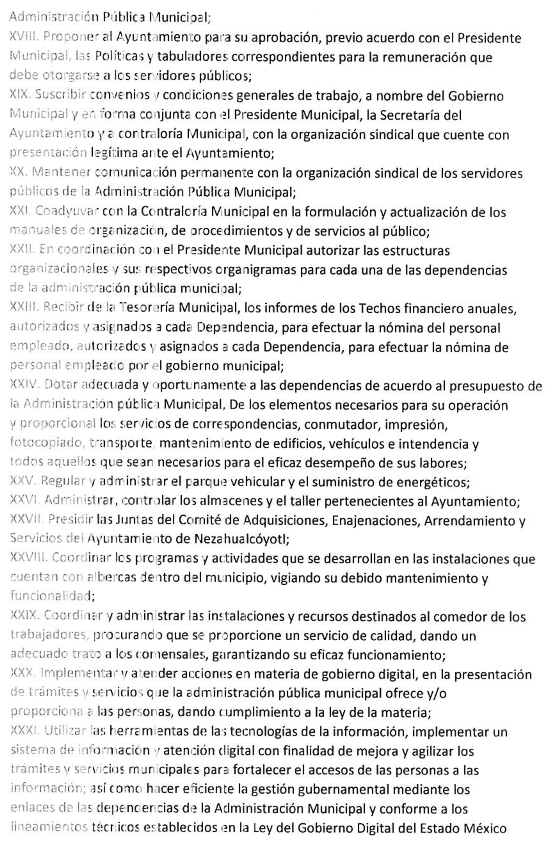 Administración Pública Municipal;
XVIII. Proponer al Ayuntamiento para su aprobación, previo acuerdo con el Presidente
Municipal, las Políticas y tabuladores correspondientes para la remuneración que
debe otorgarse a los servidores públicos;
XIX. Suscribir convenios y condiciones generales de trabajo, a nombre del Gobierno
Municipal y en forma conjunta con el Presidente Municipal, la Secretaría del
Ayuntamiento y a contraloría Municipal, con la organización sindical que cuente con
presentación legítima ante el Ayuntamiento;
XX. Mantener comunicación permanente con la organización sindical de los servidores
públicos de la Administración Pública Municipal;
XXI. Coadyuvar con la Contraloría Municipal en la formulación y actualización de los
manuales de organización, de procedimientos y de servicios al público;
XXII. En coordinación con el Presidente Municipal autorizar las estructuras
organizacionales y sus respectivos organigramas para cada una de las dependencias
de la administración pública municipal;
XXIII. Recibir de la Tesorería Municipal, los informes de los Techos financiero anuales,
autorizados y asignados a cada Dependencia, para efectuar la nómina del personal
empleado, autorizados y asignados a cada Dependencia, para efectuar la nómina de
personal empleado por el gobierno municipal;
XXIV. Dotar adecuada y oportunamente a las dependencias de acuerdo al presupuesto de
la Administración pública Municipal, De los elementos necesarios para su operación
y proporcional los servicios de correspondencias, conmutador, impresión,
fotocopiado, transporte, mantenimiento de edificios, vehículos e intendencia y
todos aquellos que sean necesarios para el eficaz desempeño de sus labores;
XXV. Regular y administrar el parque vehicular y el suministro de energéticos;
XXVI. Administrar, controlar los almacenes y el taller pertenecientes al Ayuntamiento;
XXVII. Presidir las Juntas del Comité de Adquisiciones, Enajenaciones, Arrendamiento y
Servicios del Ayuntamiento de Nezahualcóyotl;
XXVIII. Coordinar los programas y actividades que se desarrollan en las instalaciones que
cuentan con albercas dentro del municipio, vigiando su debido mantenimiento y
funcionalidad;
XXIX. Coordinar y administrar las instalaciones y recursos destinados al comedor de los
trabajadores, procurando que se proporcione un servicio de calidad, dando un
adecuado trato a los comensales, garantizando su eficaz funcionamiento;
XXX. Implementar y atender acciones en materia de gobierno digital, en la presentación
de trámites y servicios que la administración pública municipal ofrece y/o
proporciona a las personas, dando cumplimiento a la ley de la materia;
XXXI. Utilizar las herramientas de las tecnologías de la información, implementar un
sistema de información y atención digital con finalidad de mejora y agilizar los
trámites y servicios municipales para fortalecer el accesos de las personas a las
información; así como hacer eficiente la gestión gubernamental mediante los
enlaces de las dependencias de la Administración Municipal y conforme a los
lineamientos técnicos establecidos en la Ley del Gobierno Digital del Estado México